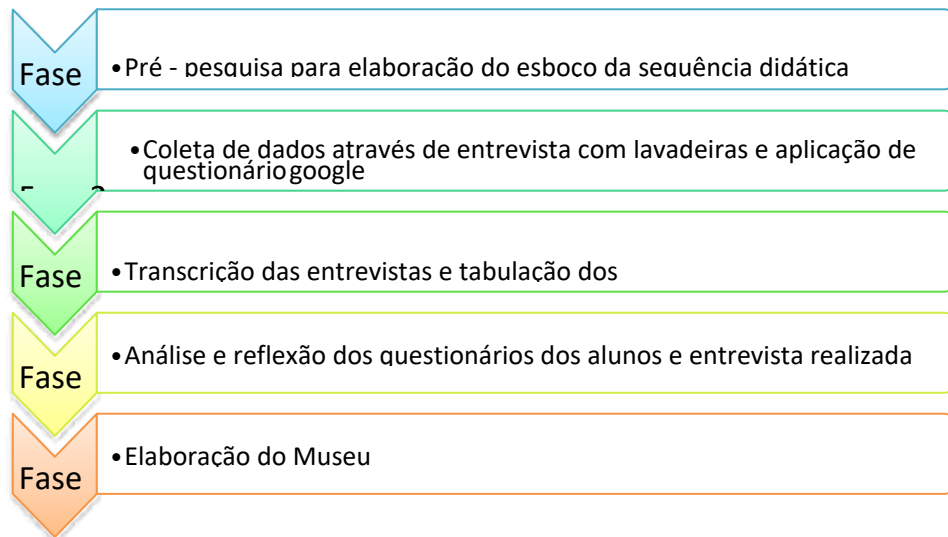 Fase
•Pré - pesquisa para elaboração do esboço da sequência didática
•Coleta de dados através de entrevista com lavadeiras e aplicação de
questionário google
Fase
•Transcrição das entrevistas e tabulação dos
Fase
•Análise e reflexão dos questionários dos alunos e entrevista realizada
Fase
•Elaboração do Museu